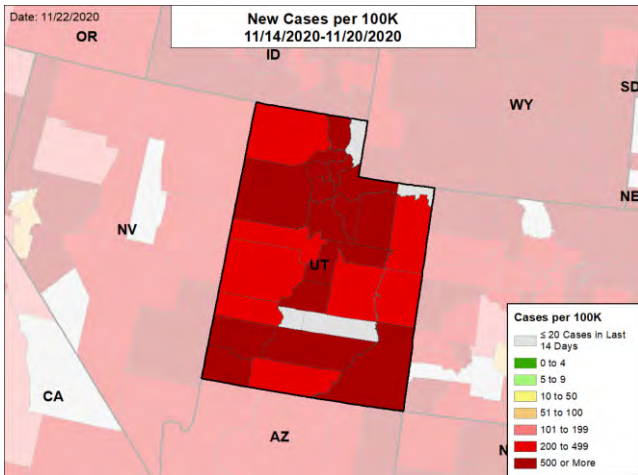 Date: 11/22/2020
New Cases per 100K
11/14/2020-11/20/2020
OR
ID
SD
WY
NE
NV
UT
CA
AZ
N
Cases per 100K
≤ 20 Cases in Last
14 Days
0 to 4
5 to 9
10 to 50
51 to 100
101 to 199
200 to 499
500 or More